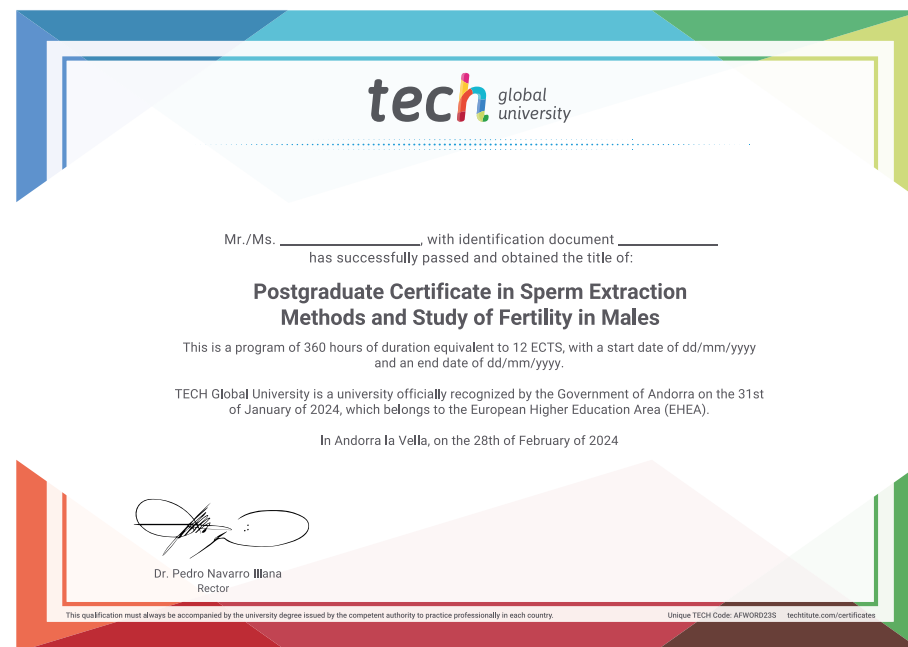 tech global university
Mr./Ms. ____________________, with identification document ______________
has successfully passed and obtained the title of:
Postgraduate Certificate in Sperm Extraction
Methods and Study of Fertility in Males
This is a program of 360 hours of duration equivalent to 12 ECTS, with a start date of dd/mm/yyyy
and an end date of dd/mm/yyyy.
TECH Global University is a university officially recognized by the Government of Andorra on the 31st
of January of 2024, which belongs to the European Higher Education Area (EHEA).
In Andorra la Vella, on the 28th of February of 2024
Dr. Pedro Navarro Illana
Rector
This qualification must always be accompanied by the university degree issued by the competent authority to practice professionally in each country.
Unique TECH Code: AFWORD23S techtitute.com/certificates